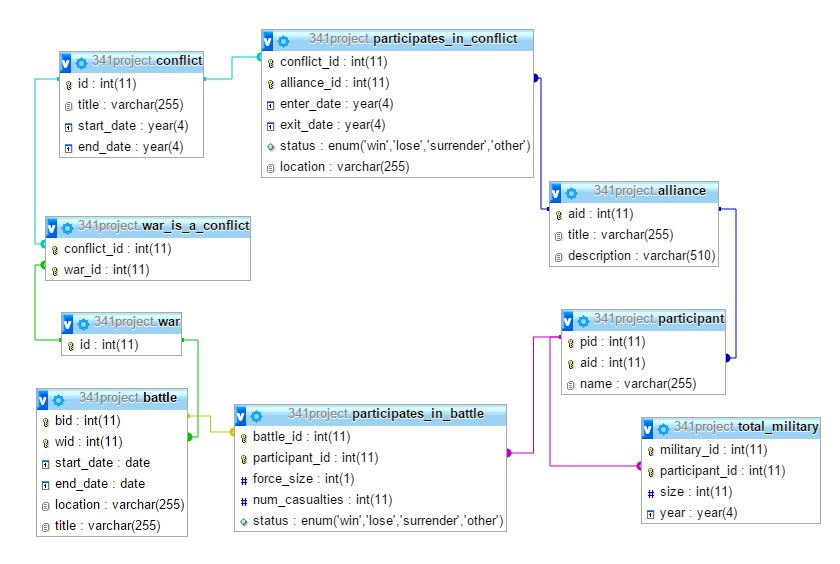 341project.conflict
id : int(11)
title : varchar(255)
start_date : year(4)
end_date : year(4)
341project.participates_in_conflict
conflict_id : int(11)
alliance_id : int(11)
enter_date : year(4)
exit_date : year(4)
status : enum('win','lose','surrender','other')
location : varchar(255)
341project.alliance
aid : int(11)
title : varchar(255)
description : varchar(510)
341project.war_is_a_conflict
conflict_id : int(11)
war_id : int(11)
341project.war
id : int(11)
341project.participant
pid : int(11)
aid : int(11)
name : varchar(255)
341project.battle
bid : int(11)
wid : int(11)
start_date : date
end_date : date
location : varchar(255)
title : varchar(255)
341project.participates_in_battle
battle_id : int(11)
participant_id : int(11)
force_size : int(1)
num_casualties : int(11)
status : enum('win','lose','surrender','other')
341project.total_military
military_id : int(11)
participant_id : int(11)
size : int(11)
year : year(4)